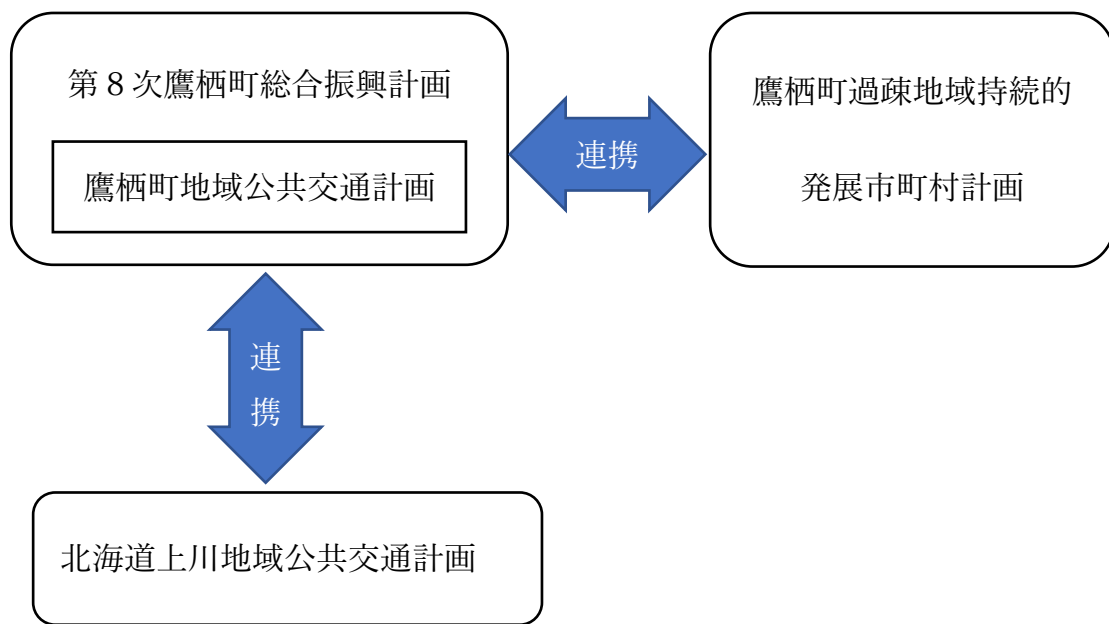 第８次鷹栖町総合振興計画
鷹栖町地域公共交通計画
連携
鷹栖町過疎地域持続的
発展市町村計画
連
携
北海道上川地域公共交通計画